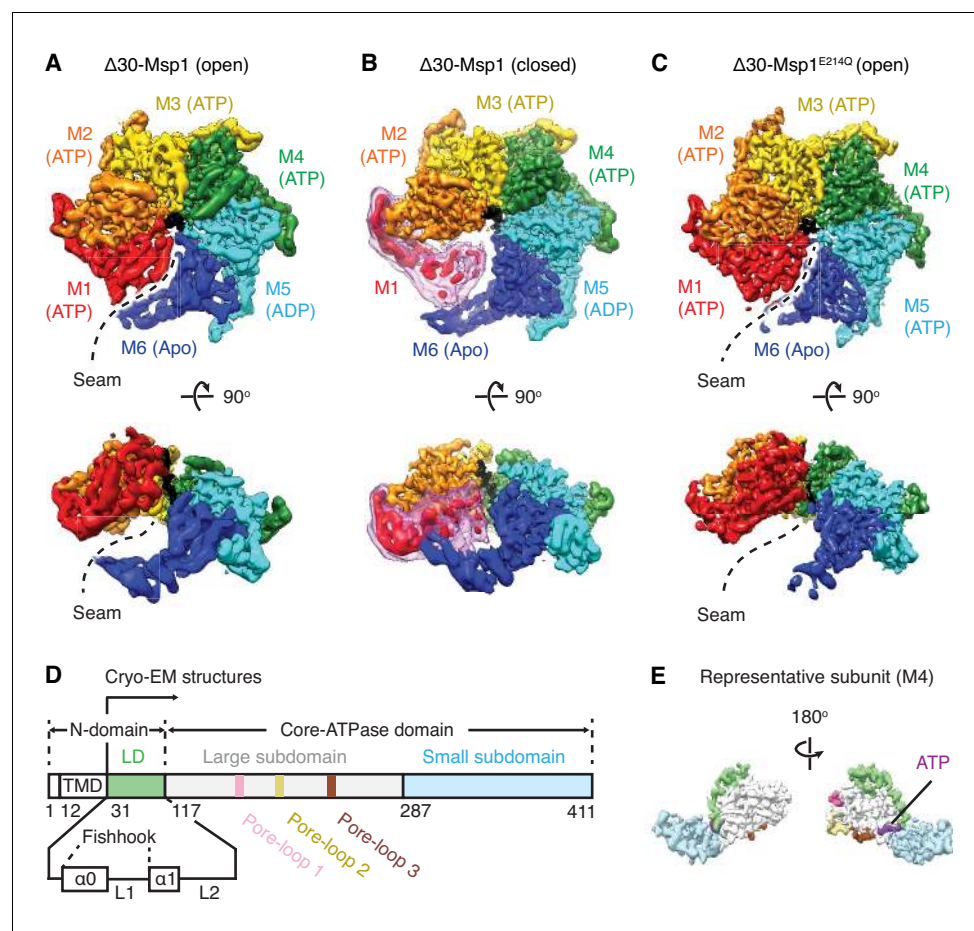 A
Δ30-Msp1 (open)
M3 (ATP)
M2
(ATP)
M4
(ATP)
M1
(ATP)
M5
(ADP)
M6 (Apo)
Seam
90°
Seam
B
Δ30-Msp1 (closed)
M3 (ATP)
M2
(ATP)
M4
(ATP)
M1
M5
(ADP)
M6 (Apo)
90°
C
Δ30-Msp1ᴱ²¹⁴Q (open)
M3 (ATP)
M2
(ATP)
M4
(ATP)
M1
(ATP)
M5
(ATP)
M6 (Apo)
Seam
90°
Seam
D
Cryo-EM structures
N-domain
Core-ATPase domain
LD
Large subdomain
Small subdomain
TMD
1 12 31 117 287 411
Fishhook
Pore-loop 1
Pore-loop 2
Pore-loop 3
α0
L1
α1
L2
E
Representative subunit (M4)
180°
ATP